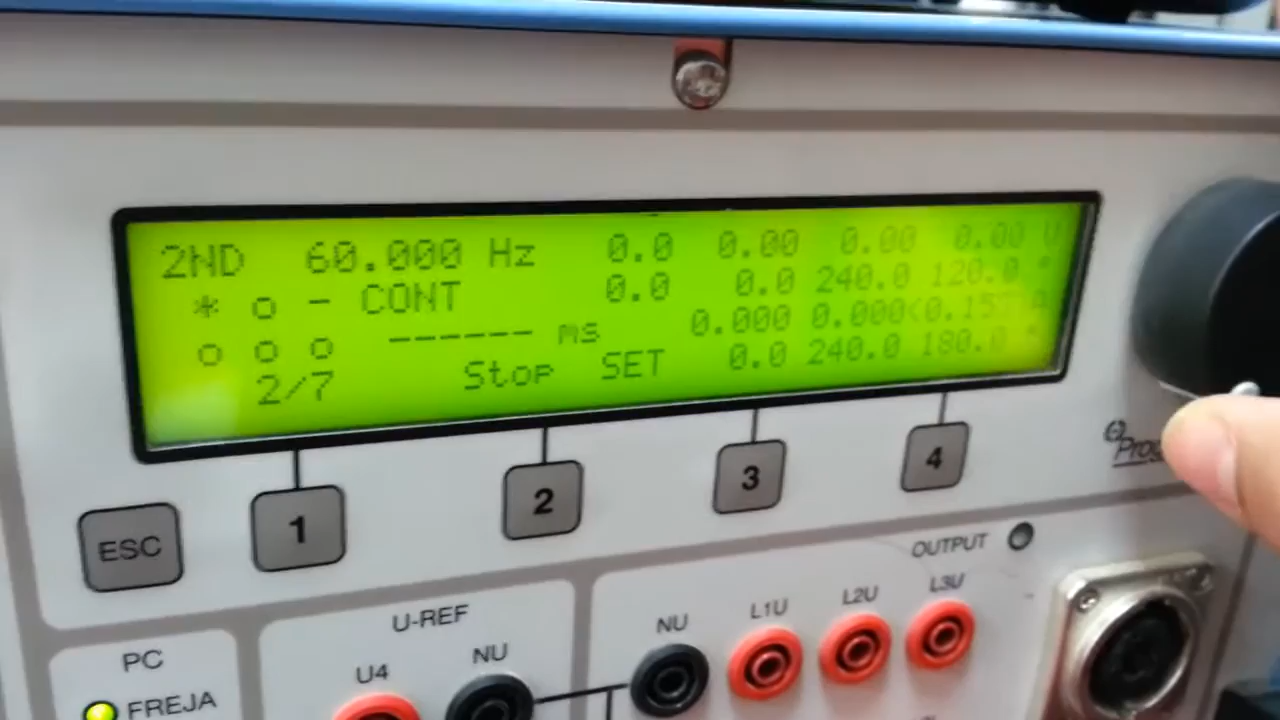 2ND 60.000 Hz 0.0 0.00 0.00 0.00 U
* o - CONT 0.0 0.0 240.0 120.0 °
o o o ------ ms 0.000 0.000<0.15
2/7 Stop SET 0.0 240.0 180.0 °
ESC 1 2 3 4
OUTPUT
U-REF
NU L1U L2U L3U
PC
U4 NU
FREJA